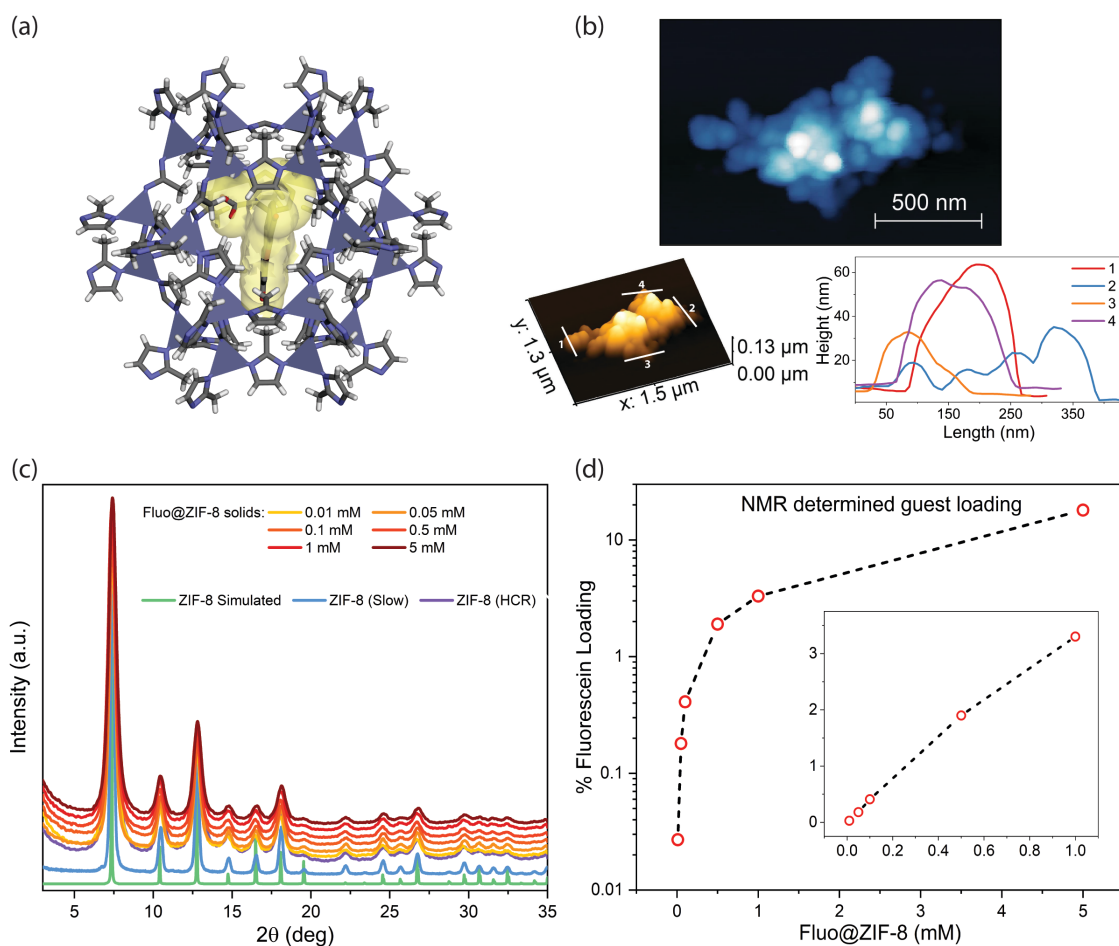 (a)
(b)
500 nm
1
2
3
4
y: 1.3 µm
x: 1.5 µm
0.13 µm
0.00 µm
Height (nm)
60
40
20
50 150 250 350
Length (nm)
1
2
3
4
(c)
Fluo@ZIF-8 solids: 0.01 mM 0.05 mM
0.1 mM 0.5 mM
1 mM 5 mM
ZIF-8 Simulated ZIF-8 (Slow) ZIF-8 (HCR)
Intensity (a.u.)
5 10 15 20 25 30 35
2θ (deg)
(d)
NMR determined guest loading
% Fluorescein Loading
10
1
0.1
0.01
0 1 2 3 4 5
Fluo@ZIF-8 (mM)
3
2
1
0
0.0 0.2 0.4 0.6 0.8 1.0